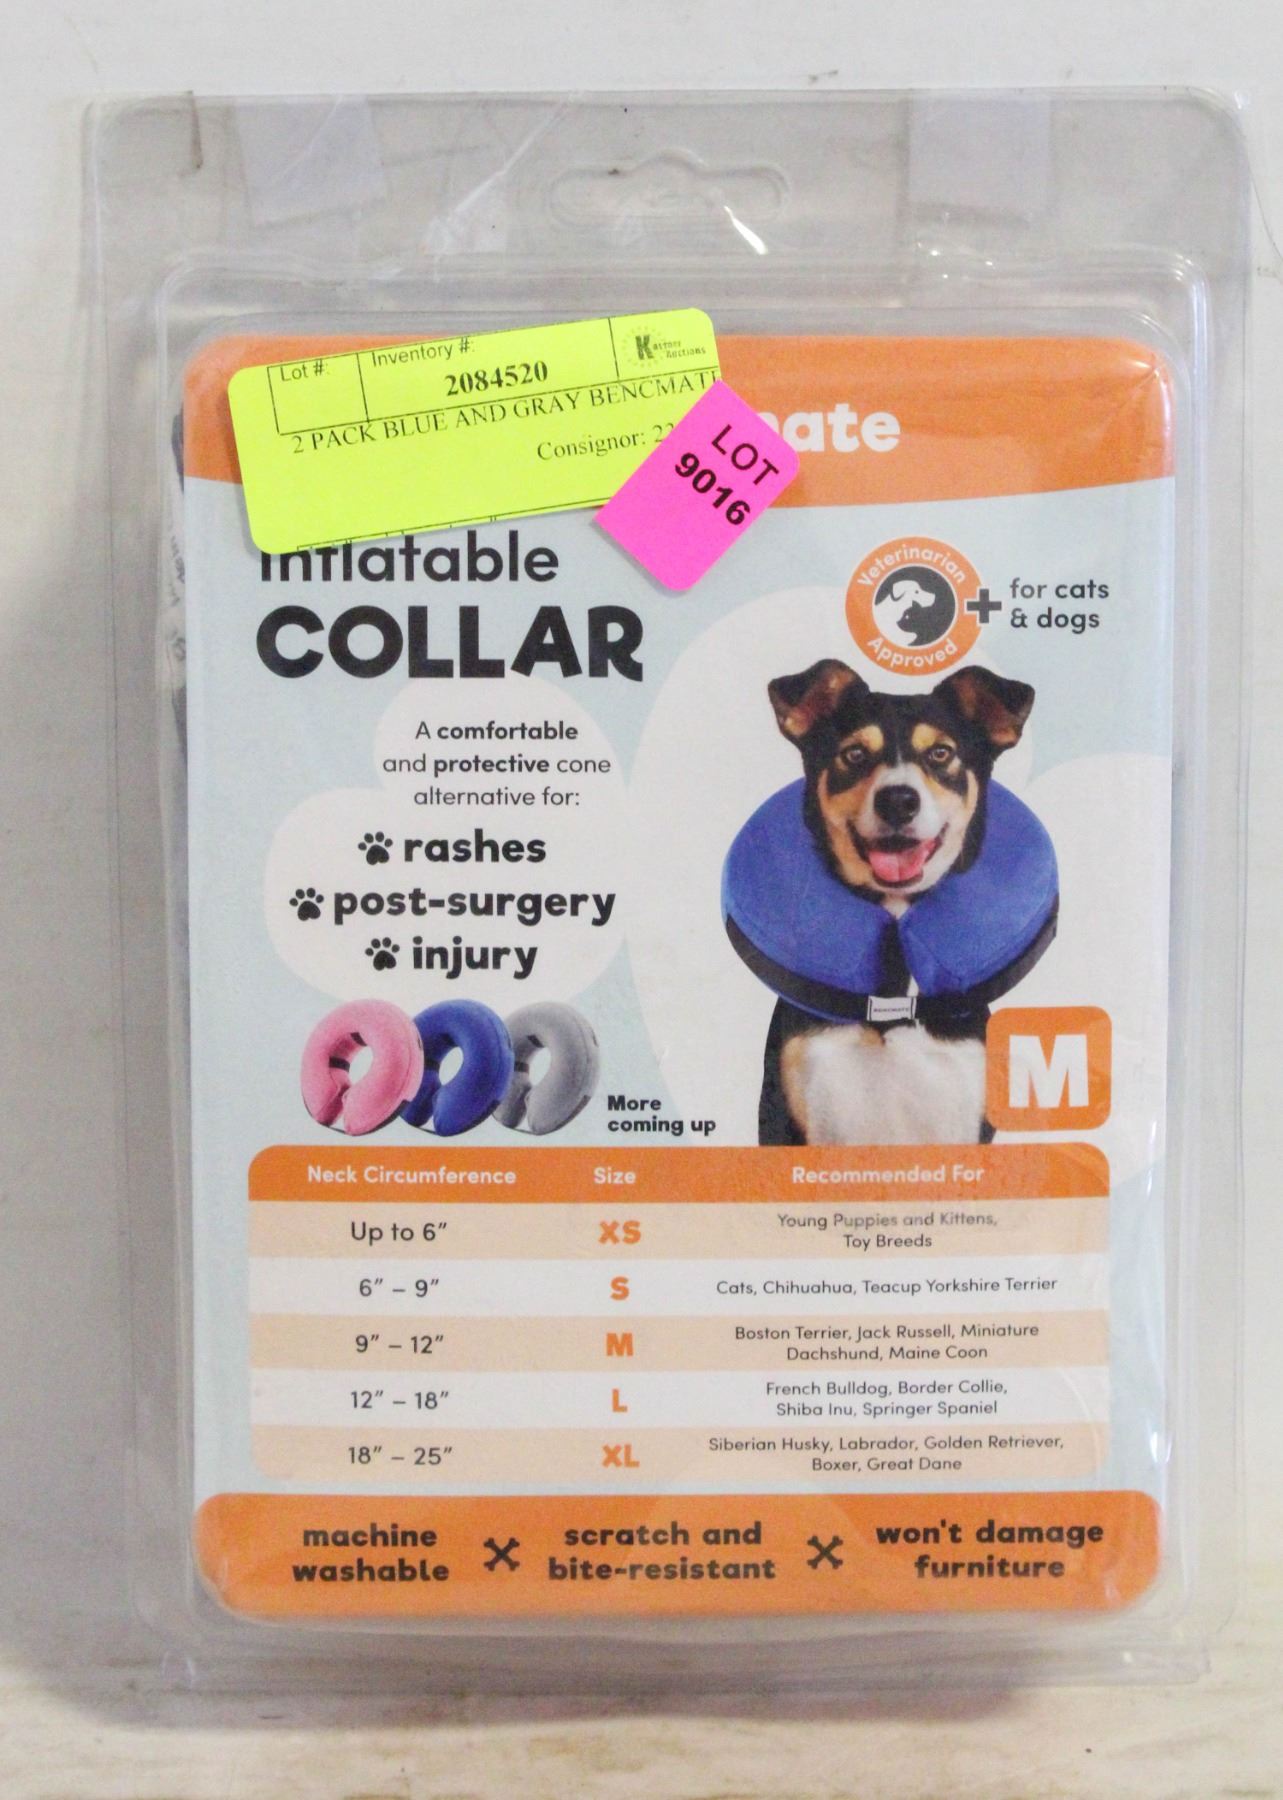 Lot #:
Inventory #:
2084520
Kastner
Auctions
2 PACK BLUE AND GRAY BENCMATE
Consignor:
LOT
9016
Inflatable
COLLAR
Veterinarian
Approved
+ for cats
& dogs
A comfortable
and protective cone
alternative for:
rashes
post-surgery
injury
BENCMATE
More
coming up
M
Neck Circumference Size Recommended For
Up to 6" XS Young Puppies and Kittens,
Toy Breeds
6" – 9" S Cats, Chihuahua, Teacup Yorkshire Terrier
9" – 12" M Boston Terrier, Jack Russell, Miniature
Dachshund, Maine Coon
12" – 18" L French Bulldog, Border Collie,
Shiba Inu, Springer Spaniel
18" – 25" XL Siberian Husky, Labrador, Golden Retriever,
Boxer, Great Dane
machine
washable
scratch and
bite-resistant
won't damage
furniture